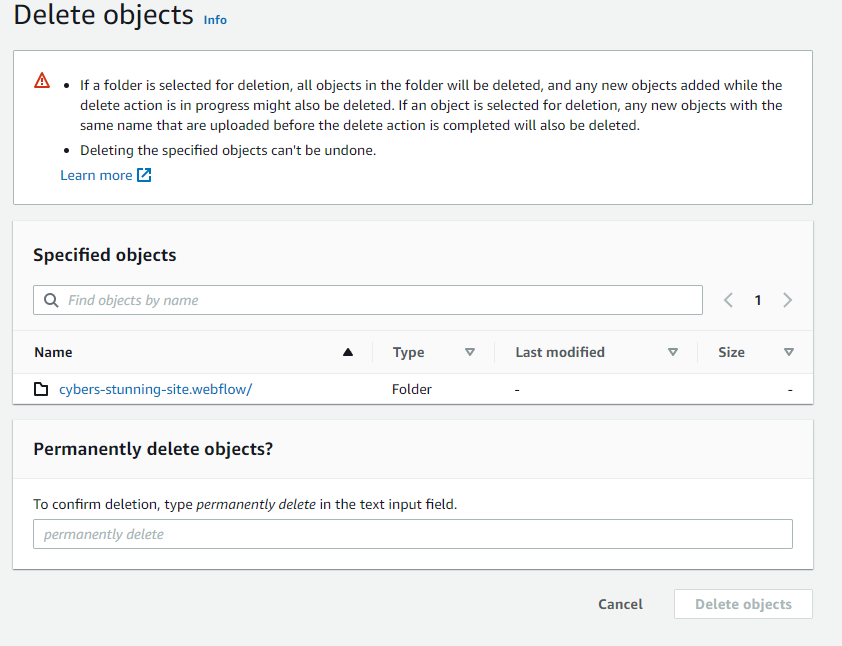 Delete objects Info
If a folder is selected for deletion, all objects in the folder will be deleted, and any new objects added while the
delete action is in progress might also be deleted. If an object is selected for deletion, any new objects with the
same name that are uploaded before the delete action is completed will also be deleted.
Deleting the specified objects can't be undone.
Learn more
Specified objects
Find objects by name
1
Name Type Last modified Size
cybers-stunning-site.webflow/ Folder - -
Permanently delete objects?
To confirm deletion, type permanently delete in the text input field.
permanently delete
Cancel Delete objects